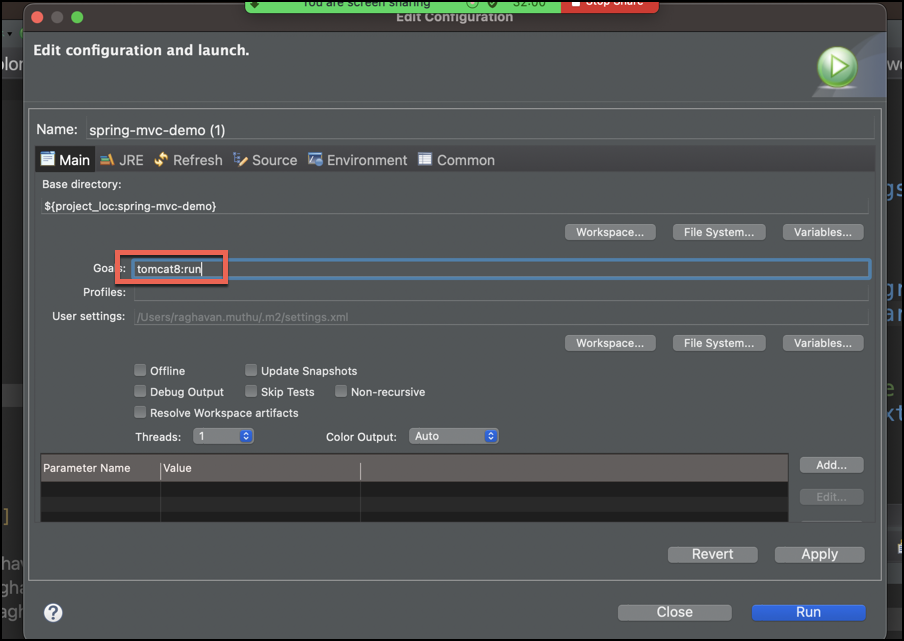 You are screen sharing 32:00 Stop Share
Edit Configuration
Edit configuration and launch.
Name: spring-mvc-demo (1)
Main JRE Refresh Source Environment Common
Base directory:
${project_loc:spring-mvc-demo}
Workspace... File System... Variables...
Goals: tomcat8:run
Profiles:
User settings: /Users/raghavan.muthu/.m2/settings.xml
Workspace... File System... Variables...
Offline Update Snapshots
Debug Output Skip Tests Non-recursive
Resolve Workspace artifacts
Threads: 1 Color Output: Auto
Parameter Name Value Add...
Edit...
Revert Apply
? Close Run